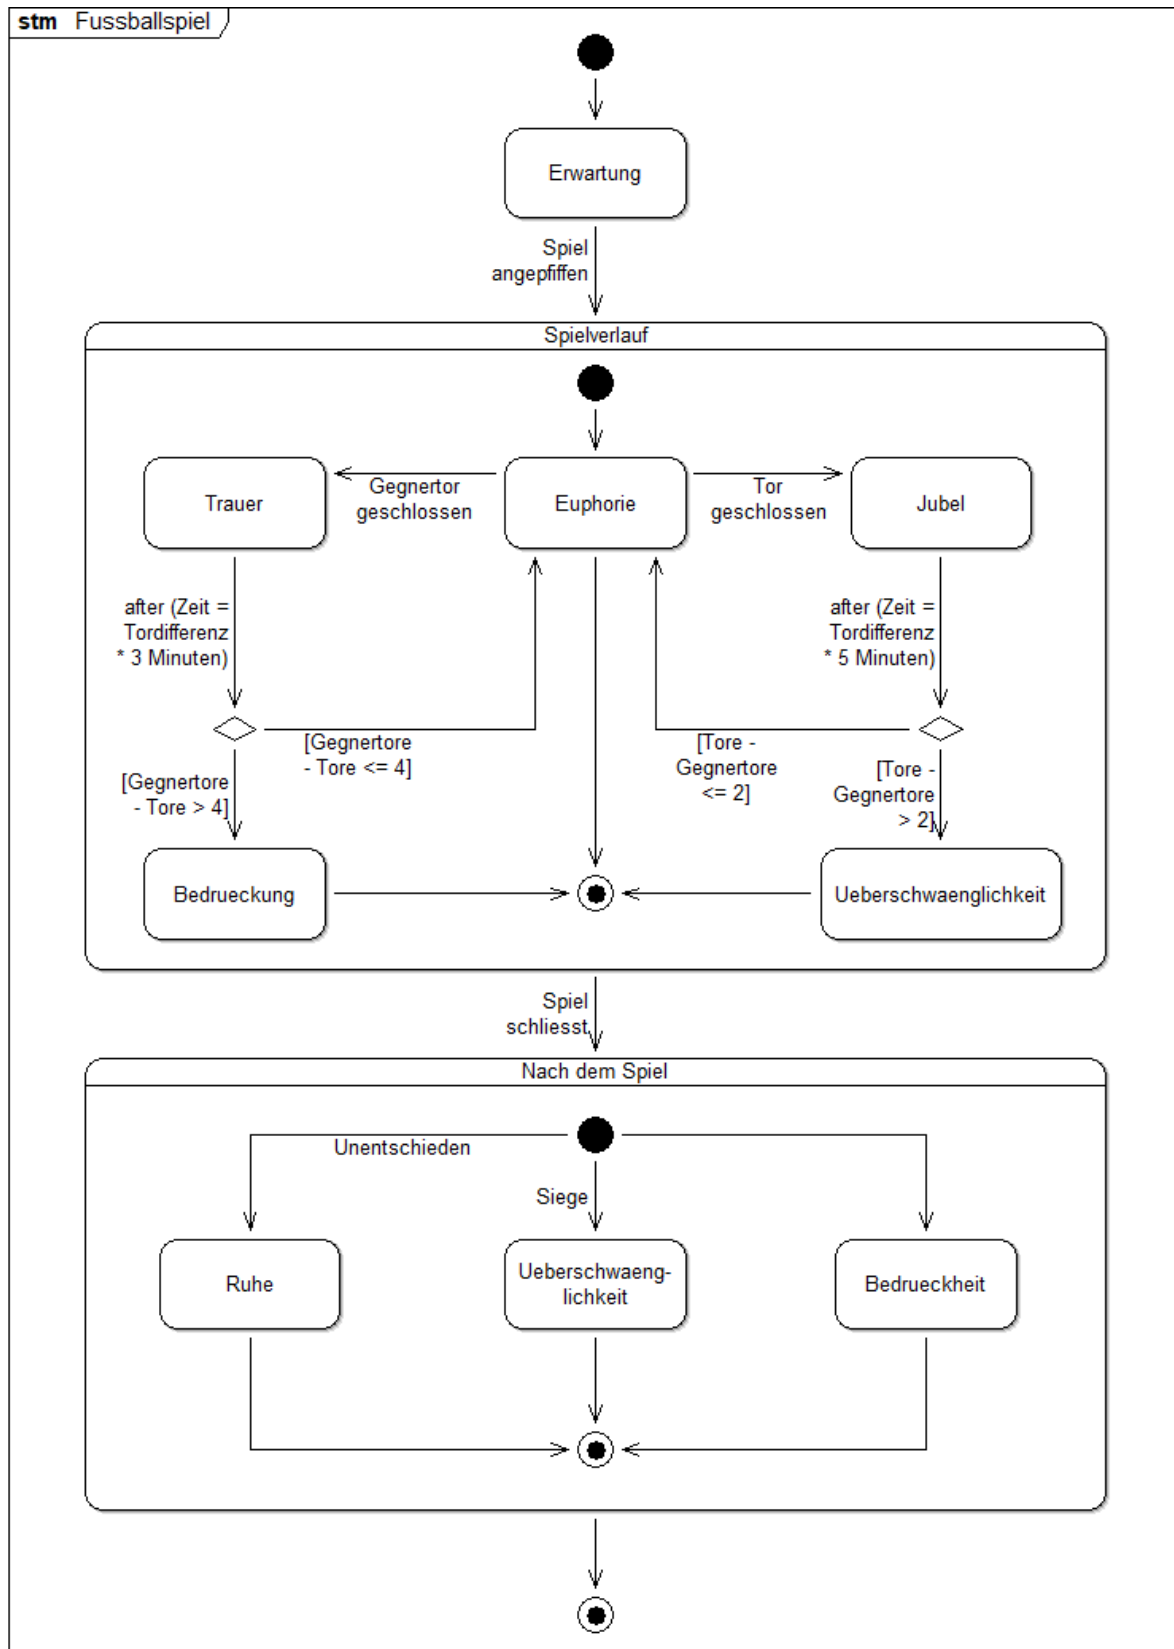 stm Fussballspiel
Erwartung
Spiel
angepfiffen
Spielverlauf
Trauer
Gegnertor
geschlossen
Euphorie
Tor
geschlossen
Jubel
after (Zeit =
Tordifferenz
* 3 Minuten)
after (Zeit =
Tordifferenz
* 5 Minuten)
[Gegnertore
- Tore <= 4]
[Tore -
Gegnertore
<= 2]
[Gegnertore
- Tore > 4]
[Tore -
Gegnertore
> 2]
Bedrueckung
Ueberschwaenglichkeit
Spiel
schliesst
Nach dem Spiel
Unentschieden
Siege
Ruhe
Ueberschwaeng-
lichkeit
Bedrueckheit